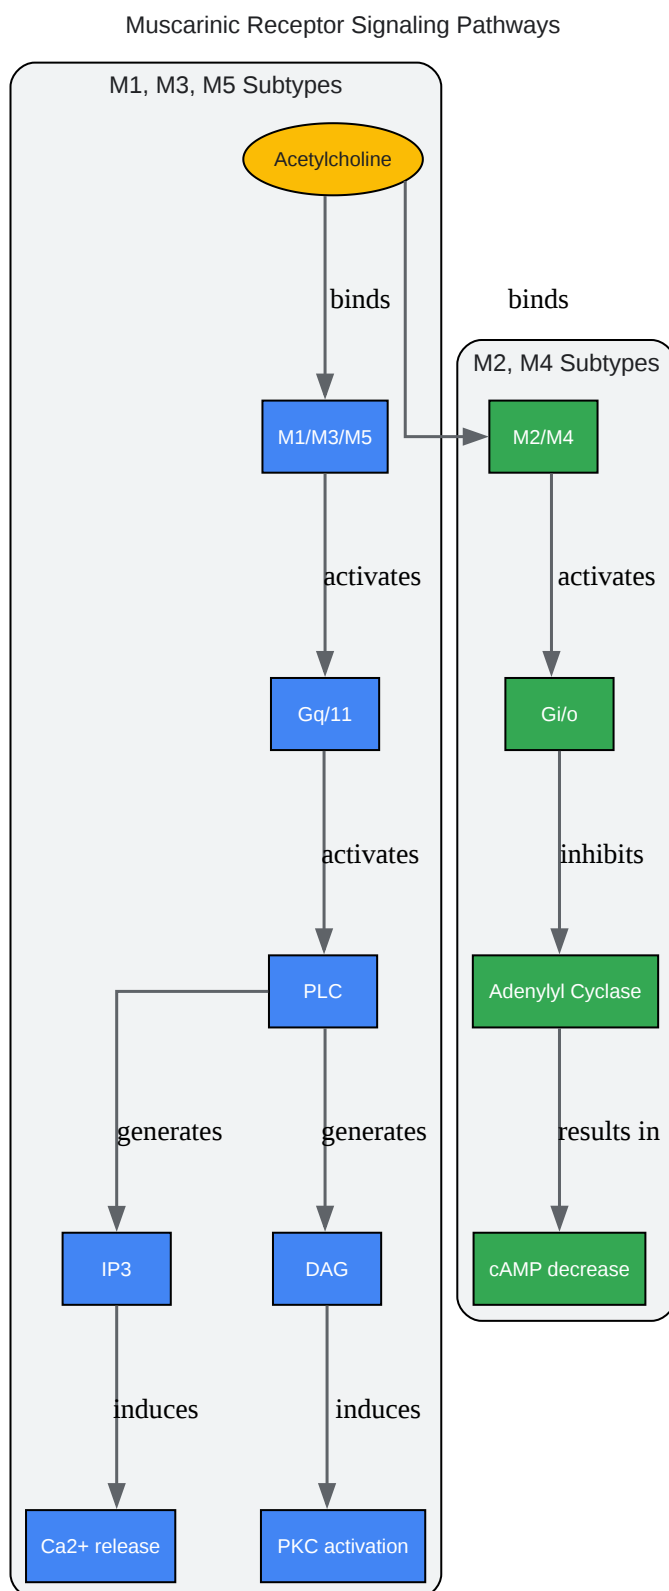 Muscarinic Receptor Signaling Pathways
M1, M3, M5 Subtypes
Acetylcholine
binds
binds
M2, M4 Subtypes
M1/M3/M5
M2/M4
activates
activates
Gq/11
Gi/o
activates
inhibits
PLC
Adenylyl Cyclase
generates
generates
results in
IP3
DAG
cAMP decrease
induces
induces
Ca2+ release
PKC activation